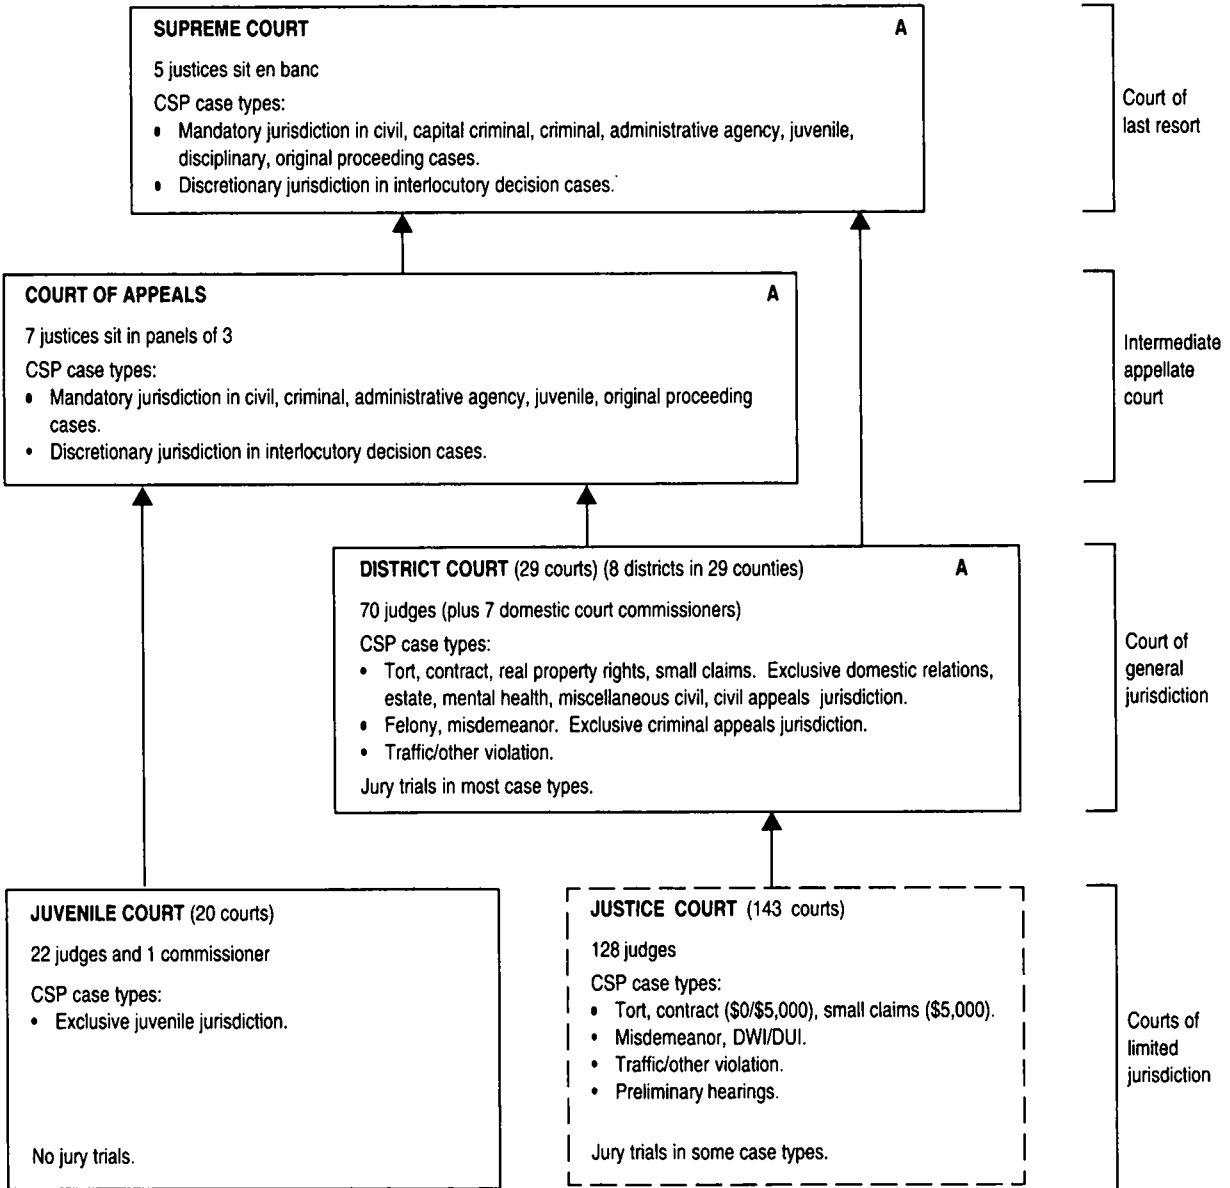 SUPREME COURT A
5 justices sit en banc
CSP case types:
• Mandatory jurisdiction in civil, capital criminal, criminal, administrative agency, juvenile,
disciplinary, original proceeding cases.
• Discretionary jurisdiction in interlocutory decision cases.
Court of
last resort
COURT OF APPEALS A
7 justices sit in panels of 3
CSP case types:
• Mandatory jurisdiction in civil, criminal, administrative agency, juvenile, original proceeding
cases.
• Discretionary jurisdiction in interlocutory decision cases.
Intermediate
appellate
court
DISTRICT COURT (29 courts) (8 districts in 29 counties) A
70 judges (plus 7 domestic court commissioners)
CSP case types:
• Tort, contract, real property rights, small claims. Exclusive domestic relations,
estate, mental health, miscellaneous civil, civil appeals jurisdiction.
• Felony, misdemeanor. Exclusive criminal appeals jurisdiction.
• Traffic/other violation.
Jury trials in most case types.
Court of
general
jurisdiction
JUVENILE COURT (20 courts)
22 judges and 1 commissioner
CSP case types:
• Exclusive juvenile jurisdiction.
No jury trials.
JUSTICE COURT (143 courts)
128 judges
CSP case types:
• Tort, contract ($0/$5,000), small claims ($5,000).
• Misdemeanor, DWI/DUI.
• Traffic/other violation.
• Preliminary hearings.
Jury trials in some case types.
Courts of
limited
jurisdiction